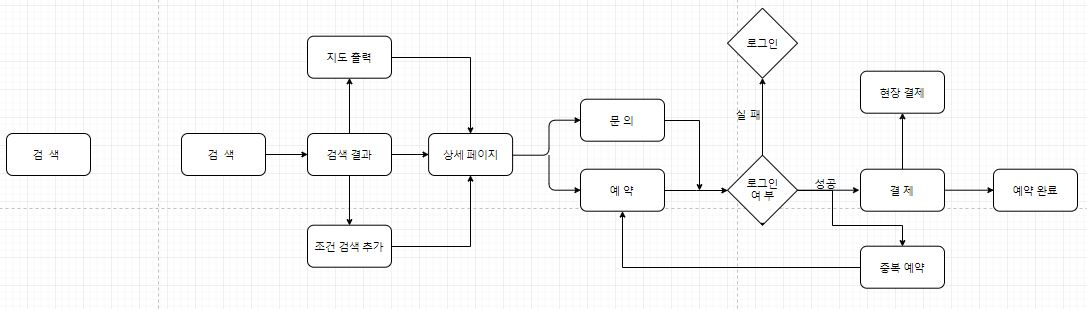 로그인
지도 출력
현장 결제
문 의
실 패
검 색
검 색
검색 결과
상세 페이지
예 약
로그인
여 부
성공
결 제
예약 완료
조건 검색 추가
중복 예약